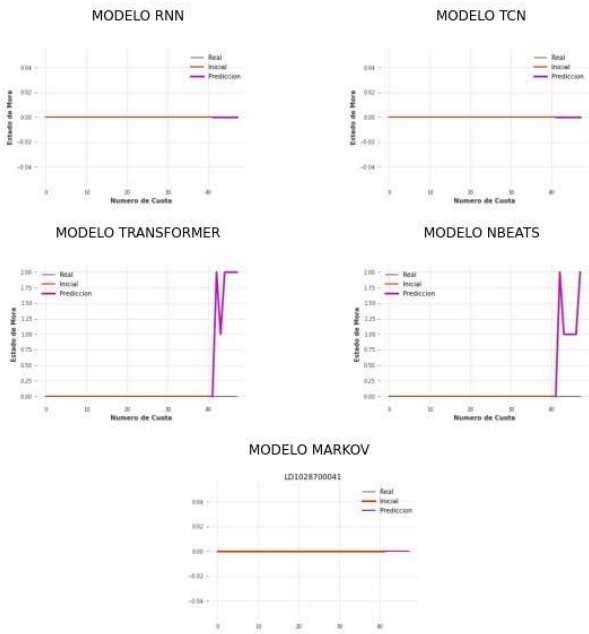 MODELO RNN
Real
Inicial
Prediccion
Estado de Mora
0.04
0.02
0.00
−0.02
−0.04
0 10 20 30 40
Numero de Cuota
MODELO TCN
Real
Inicial
Prediccion
Estado de Mora
0.04
0.02
0.00
−0.02
−0.04
0 10 20 30 40
Numero de Cuota
MODELO TRANSFORMER
Real
Inicial
Prediccion
Estado de Mora
2.00
1.75
1.50
1.25
1.00
0.75
0.50
0.25
0.00
0 10 20 30 40
Numero de Cuota
MODELO NBEATS
Real
Inicial
Prediccion
Estado de Mora
2.00
1.75
1.50
1.25
1.00
0.75
0.50
0.25
0.00
0 10 20 30 40
Numero de Cuota
MODELO MARKOV
LD1028700041
Real
Inicial
Prediccion
0.04
0.02
0.00
−0.02
−0.04
0 10 20 30 40